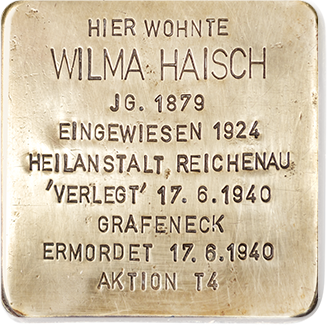 HIER WOHNTE
WILMA HAISCH
JG. 1879
EINGEWIESEN 1924
HEILANSTALT REICHENAU
'VERLEGT' 17.6.1940
GRAFENECK
ERMORDET 17.6.1940
AKTION T4